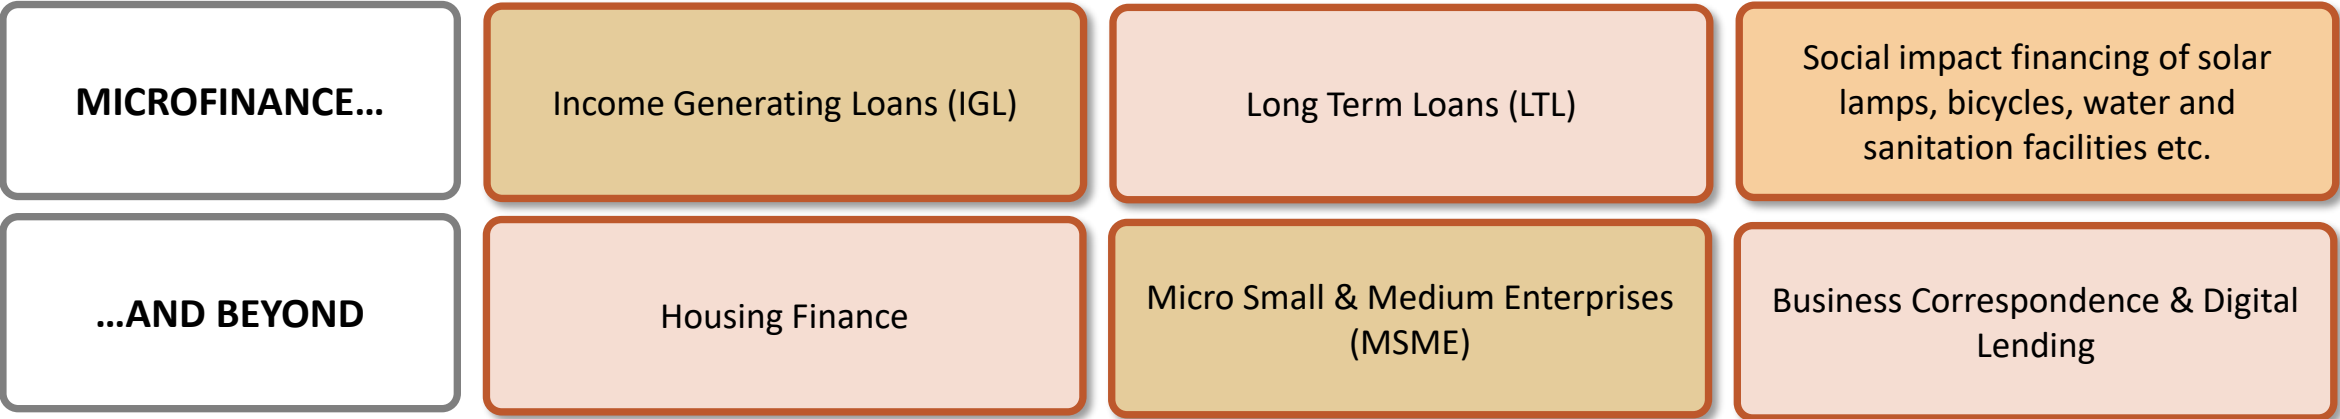 MICROFINANCE…
Income Generating Loans (IGL)
Long Term Loans (LTL)
Social impact financing of solar
lamps, bicycles, water and
sanitation facilities etc.
…AND BEYOND
Housing Finance
Micro Small & Medium Enterprises
(MSME)
Business Correspondence & Digital
Lending